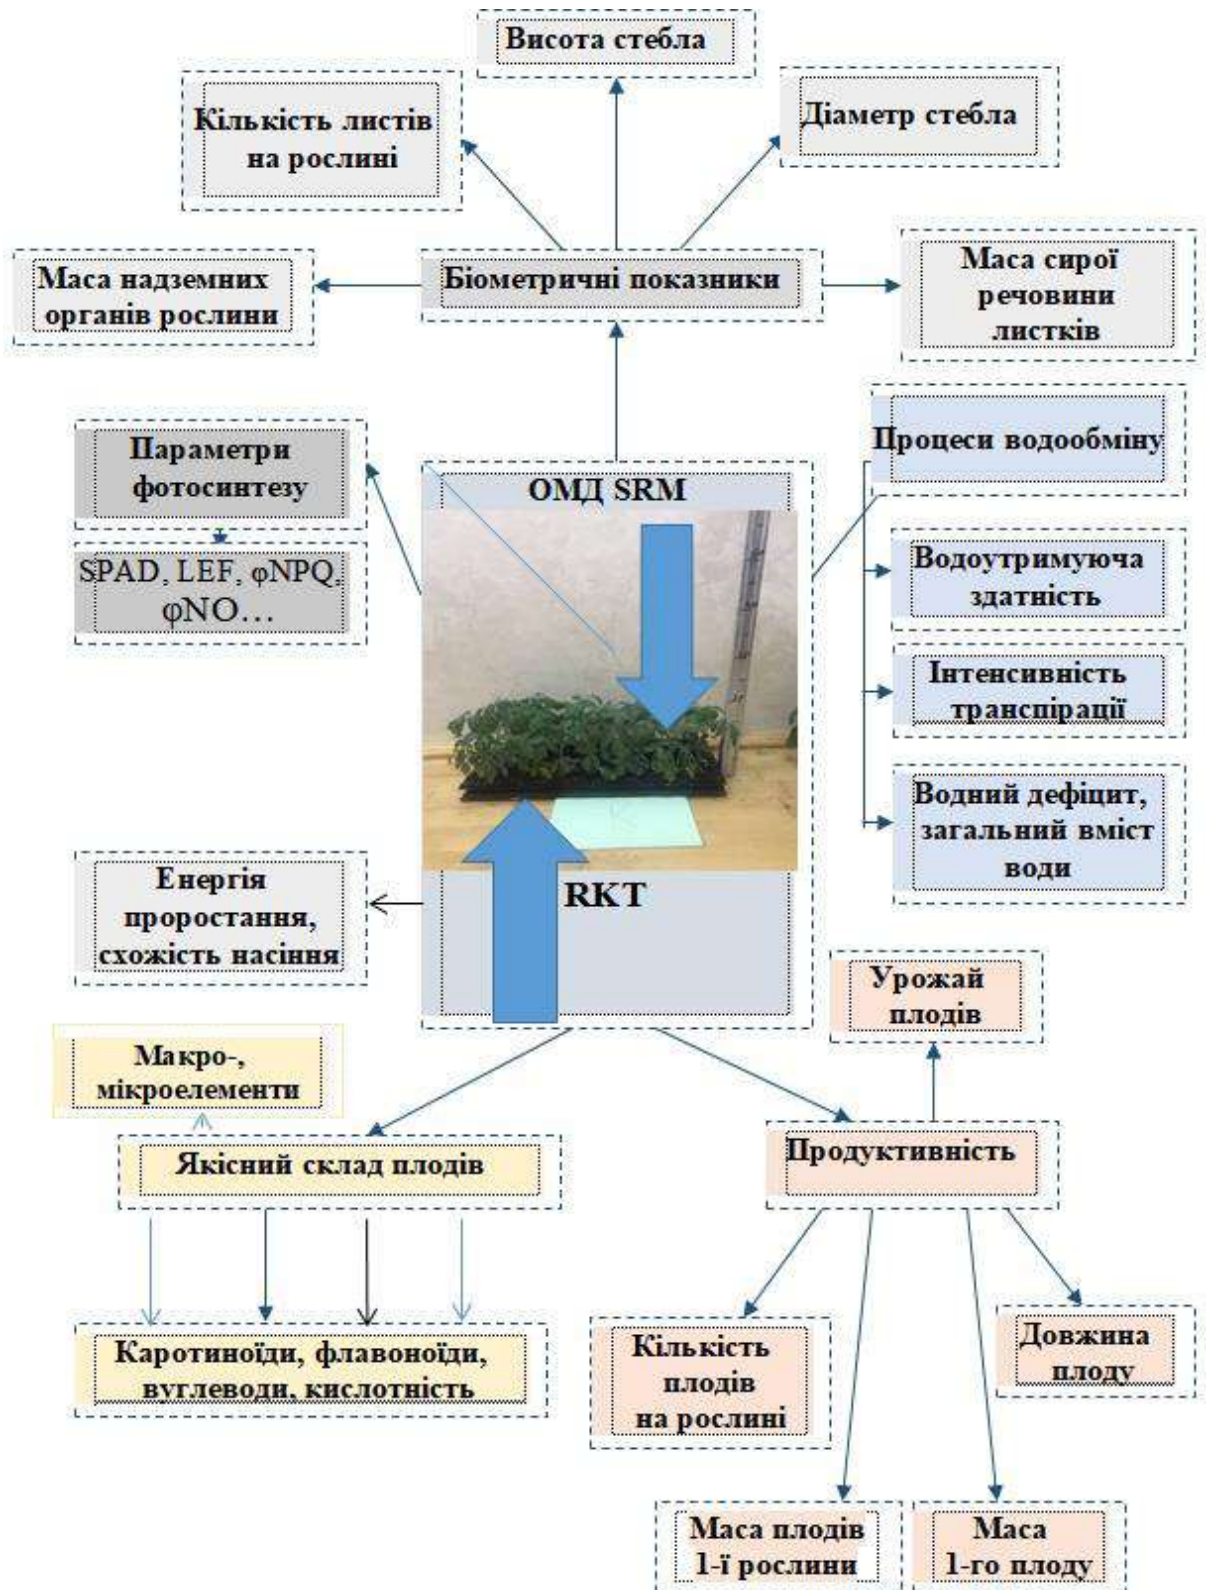 Висота стебла
Кількість листів
на рослині
Діаметр стебла
Маса надземних
органів рослини
Біометричні показники
Маса сирої
речовини
листків
Параметри
фотосинтезу
SPAD, LEF, φNPQ,
φNO...
Процеси водообміну
ОМД SRM
Водоутримуюча
здатність
Інтенсивність
транспірації
Водний дефіцит,
загальний вміст
води
Енергія
проростання,
схожість насіння
RKT
Урожай
плодів
Макро-,
мікроелементи
Якісний склад плодів
Продуктивність
Каротиноїди, флавоноїди,
вуглеводи, кислотність
Кількість
плодів
на рослині
Довжина
плоду
Маса плодів
1-ї рослини
Маса
1-го плоду